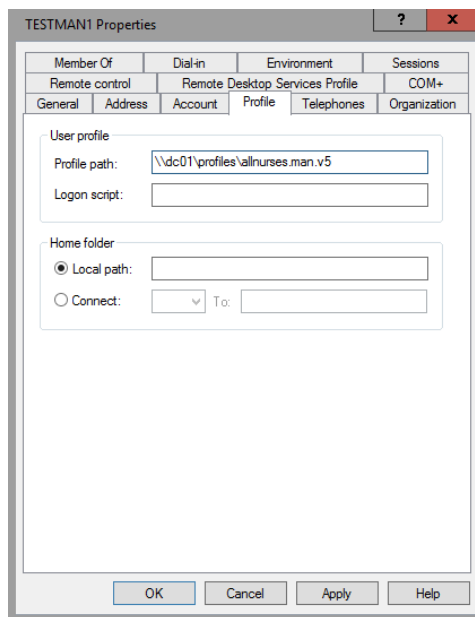 TESTMAN1 Properties ? X
Member Of Dial-in Environment Sessions
Remote control Remote Desktop Services Profile COM+
General Address Account Profile Telephones Organization
User profile
Profile path: \\dc01\profiles\allnurses.man.v5
Logon script:
Home folder
Local path:
Connect: To:
OK Cancel Apply Help